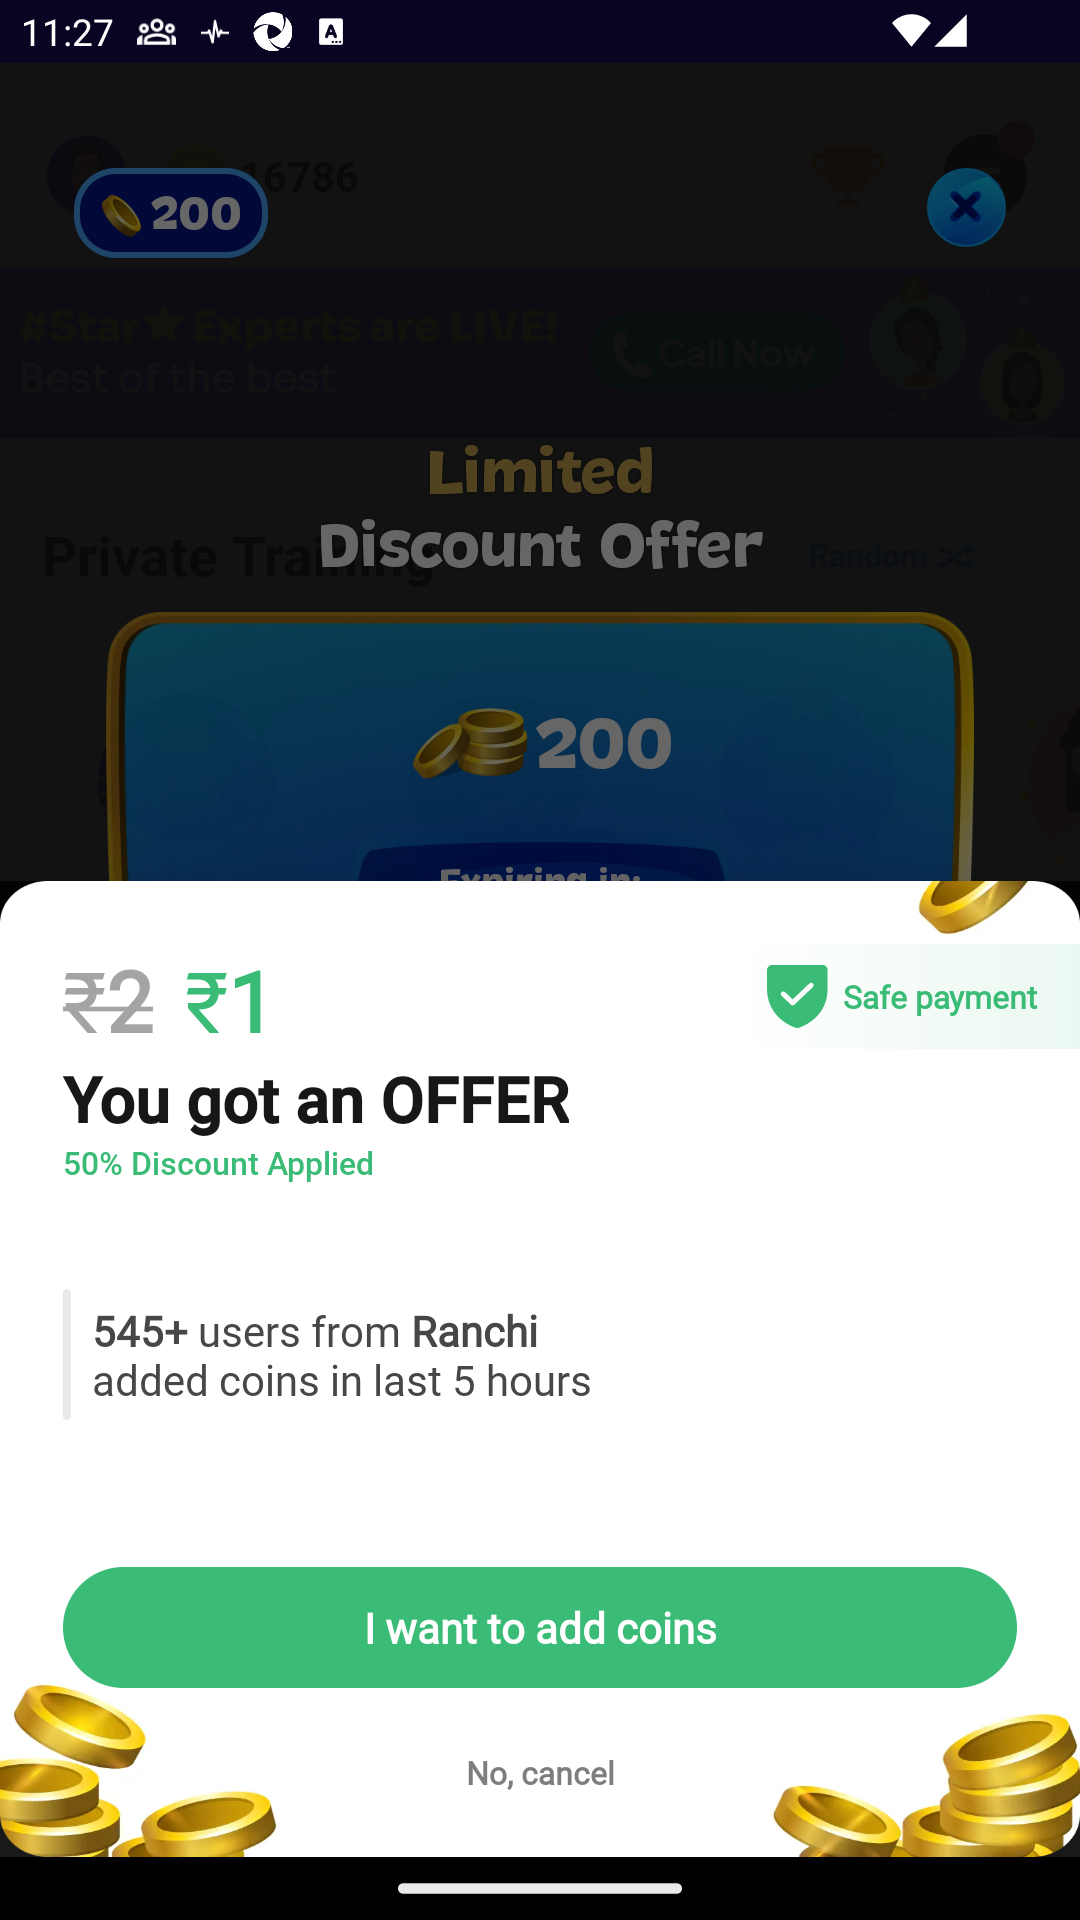 11:27
16786
200
#Star★ Experts are LIVE!
Best of the best
Call Now
Limited
Discount Offer
Private Training
Random
200
Expiring in:
₹2 ₹1
Safe payment
You got an OFFER
50% Discount Applied
545+ users from Ranchi
added coins in last 5 hours
I want to add coins
No, cancel